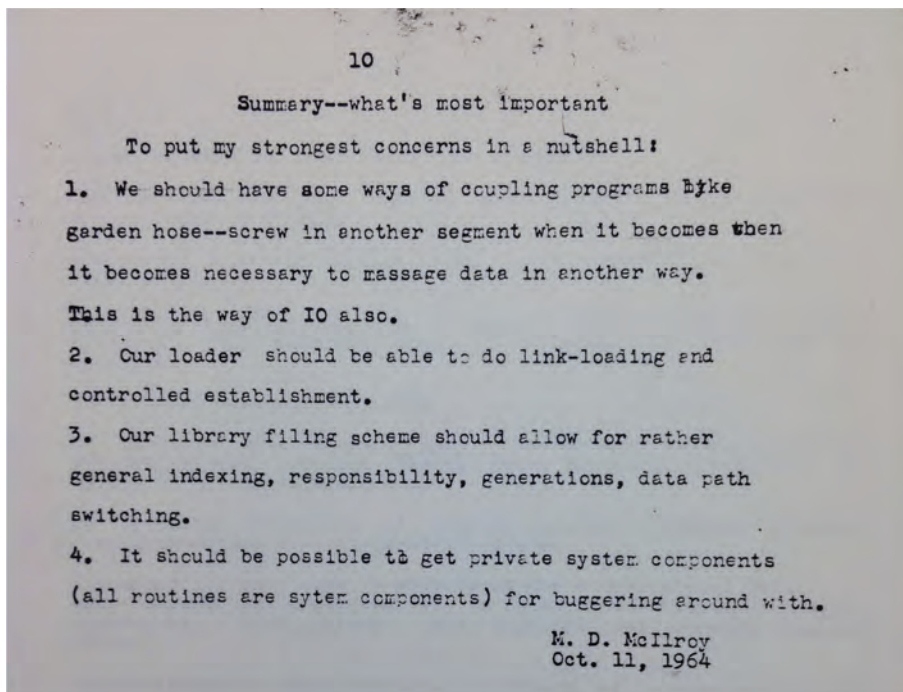 10
Summary--what's most important
To put my strongest concerns in a nutshell:
1. We should have some ways of coupling programs like
garden hose--screw in another segment when it becomes then
it becomes necessary to massage data in another way.
This is the way of IO also.
2. Our loader should be able to do link-loading and
controlled establishment.
3. Our library filing scheme should allow for rather
general indexing, responsibility, generations, data path
switching.
4. It should be possible to get private system components
(all routines are sytem components) for buggering around with.
M. D. McIlroy
Oct. 11, 1964